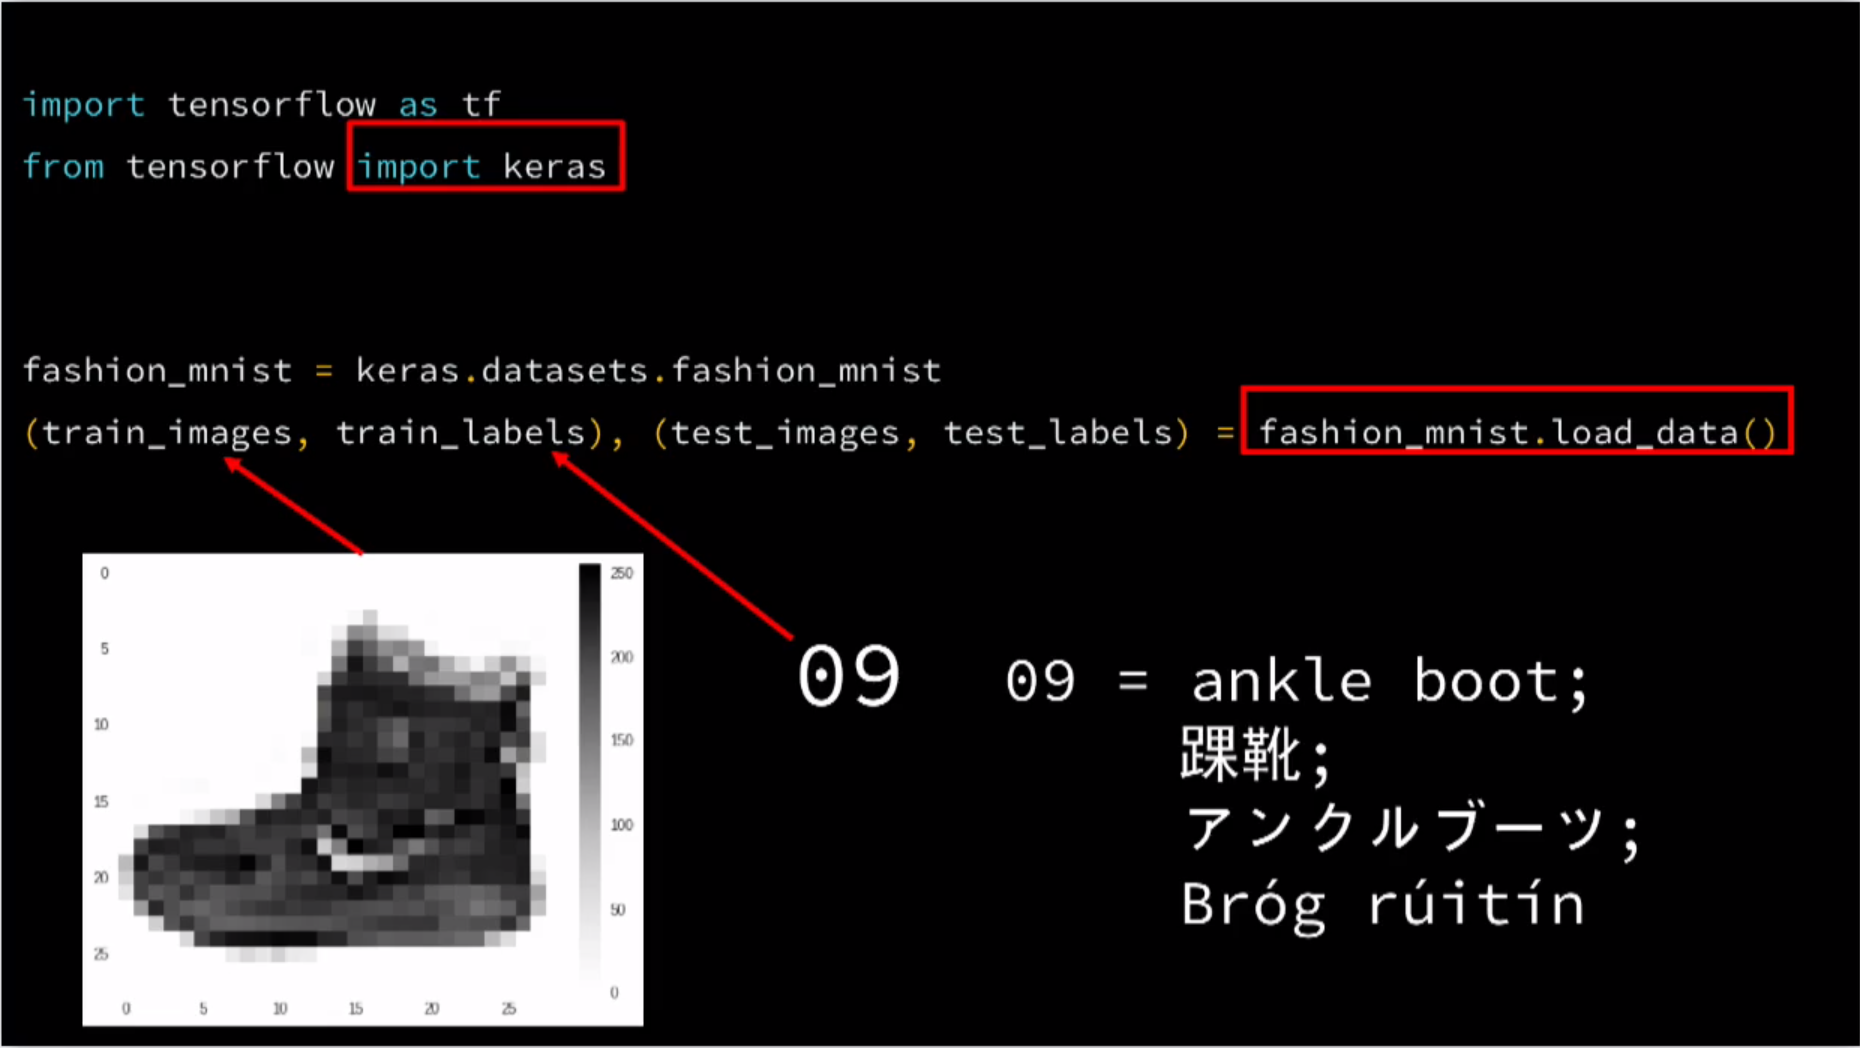 import tensorflow as tf
from tensorflow import keras
fashion_mnist = keras.datasets.fashion_mnist
(train_images, train_labels), (test_images, test_labels) = fashion_mnist.load_data()
0
5
10
15
20
25
0 5 10 15 20 25
250
200
150
100
50
0
09
09 = ankle boot;
踝靴;
アンクルブーツ;
Bróg rúitín